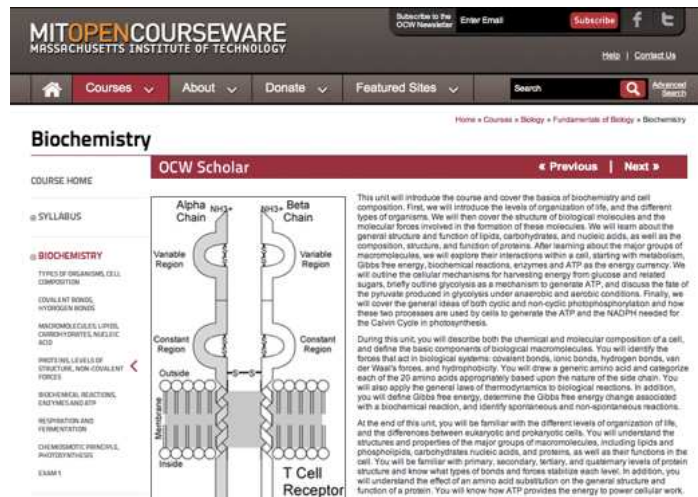 MITOPENCOURSEWARE
MASSACHUSETTS INSTITUTE OF TECHNOLOGY
Subscribe to the
OCW Newsletter
Enter Email
Subscribe
Help | Contact Us
Courses
About
Donate
Featured Sites
Search
Advanced
Search
Home » Courses » Biology » Fundamentals of Biology » Biochemistry
Biochemistry
OCW Scholar
« Previous | Next »
COURSE HOME
SYLLABUS
BIOCHEMISTRY
TYPES OF ORGANISMS, CELL
COMPOSITION
COVALENT BONDS,
HYDROGEN BONDS
MACROMOLECULES: LIPIDS,
CARBOHYDRATES, NUCLEIC
ACID
PROTEINS, LEVELS OF
STRUCTURE, NON-COVALENT
FORCES
BIOCHEMICAL REACTIONS,
ENZYMES AND ATP
RESPIRATION AND
FERMENTATION
CHEMIOSMOTIC PRINCIPLE,
PHOTOSYNTHESIS
EXAM 1
Alpha
Chain
NH3+
NH3+
Beta
Chain
Variable
Region
Variable
Region
Constant
Region
Constant
Region
Outside
-S-S-
Membrane
Inside
T Cell
Receptor
This unit will introduce the course and cover the basics of biochemistry and cell
composition. First, we will introduce the levels of organization of life, and the different
types of organisms. We will then cover the structure of biological molecules and the
molecular forces involved in the formation of these molecules. We will learn about the
general structure and function of lipids, carbohydrates, and nucleic acids, as well as the
composition, structure, and function of proteins. After learning about the major groups of
macromolecules, we will explore their interactions within a cell, starting with metabolism,
Gibbs free energy, biochemical reactions, enzymes and ATP as the energy currency. We
will outline the cellular mechanisms for harvesting energy from glucose and related
sugars, briefly outline glycolysis as a mechanism to generate ATP, and discuss the fate of
the pyruvate produced in glycolysis under anaerobic and aerobic conditions. Finally, we
will cover the general ideas of both cyclic and non-cyclic photophosphorylation and how
these two processes are used by cells to generate the ATP and the NADPH needed for
the Calvin Cycle in photosynthesis.
During this unit, you will describe both the chemical and molecular composition of a cell,
and define the basic components of biological macromolecules. You will identify the
forces that act in biological systems: covalent bonds, ionic bonds, hydrogen bonds, van
der Waal's forces, and hydrophobicity. You will draw a generic amino acid and categorize
each of the 20 amino acids appropriately based upon the nature of the side chain. You
will also apply the general laws of thermodynamics to biological reactions. In addition,
you will define Gibbs free energy, determine the Gibbs free energy change associated
with a biochemical reaction, and identify spontaneous and non-spontaneous reactions.
At the end of this unit, you will be familiar with the different levels of organization of life,
and the differences between eukaryotic and prokaryotic cells. You will understand the
structures and properties of the major groups of macromolecules, including lipids and
phospholipids, carbohydrates nucleic acids, and proteins, as well as their functions in the
cell. You will be familiar with primary, secondary, tertiary, and quaternary levels of protein
structure and know what types of bonds and forces stabilize each level. In addition, you
will understand the effect of an amino acid substitution on the general structure and
function of a protein. You will know how ATP provides the energy to power cellular work.